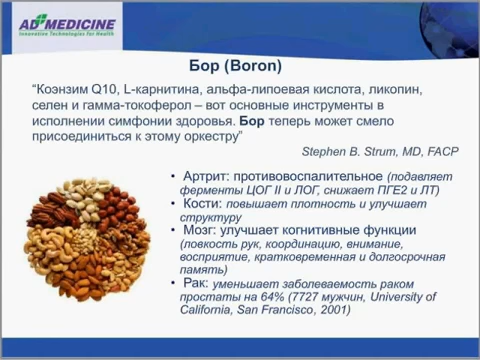 AD MEDICINE
Innovative Technologies for Health
Бор (Boron)
“Коэнзим Q10, L-карнитина, альфа-липоевая кислота, ликопин,
селен и гамма-токоферол – вот основные инструменты в
исполнении симфонии здоровья. Бор теперь может смело
присоединиться к этому оркестру”
Stephen B. Strum, MD, FACP
• Артрит: противовоспалительное (подавляет
ферменты ЦОГ II и ЛОГ, снижает ПГЕ2 и ЛТ)
• Кости: повышает плотность и улучшает
структуру
• Мозг: улучшает когнитивные функции
(ловкость рук, координацию, внимание,
восприятие, кратковременная и долгосрочная
память)
• Рак: уменьшает заболеваемость раком
простаты на 64% (7727 мужчин, University of
California, San Francisco, 2001)